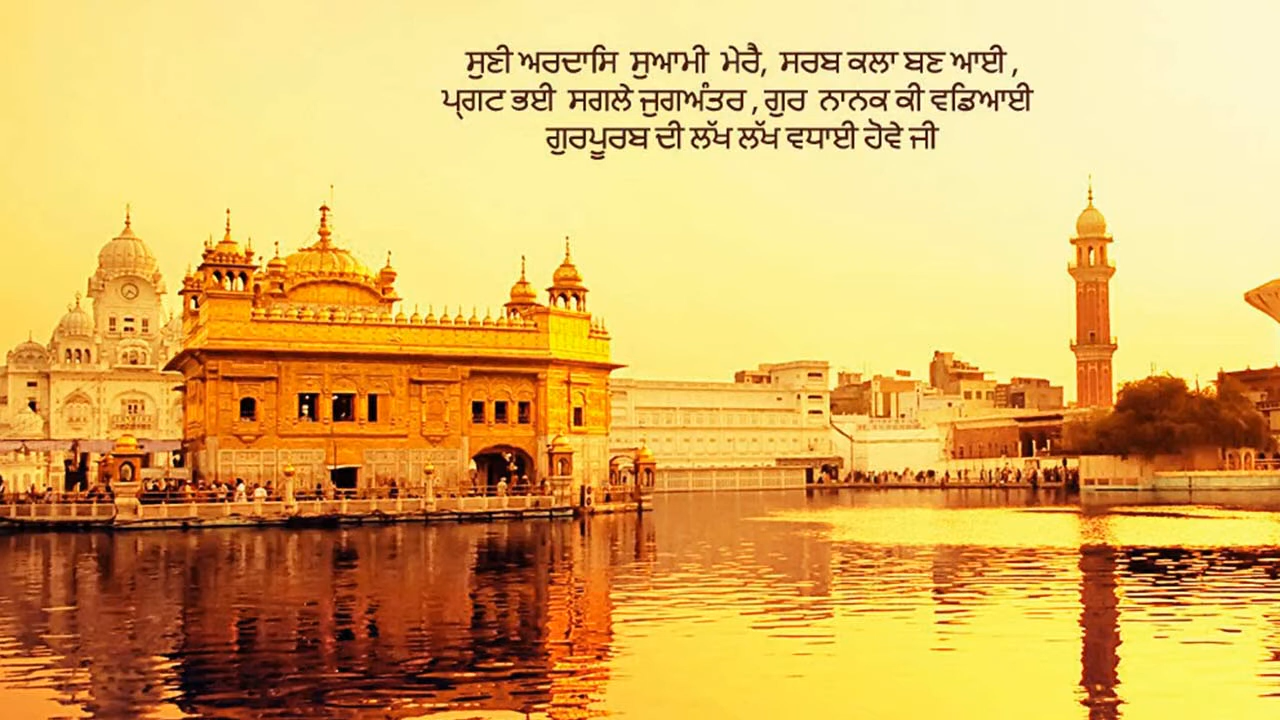 ਸੁਣੀ ਅਰਦਾਸਿ ਸੁਆਮੀ ਮੇਰੈ, ਸਰਬ ਕਲਾ ਬਣ ਆਈ ,
ਪ੍ਰਗਟ ਭਈ ਸਗਲੇ ਜੁਗਅੰਤਰ , ਗੁਰ ਨਾਨਕ ਕੀ ਵਡਿਆਈ
ਗੁਰਪੂਰਬ ਦੀ ਲੱਖ ਲੱਖ ਵਧਾਈ ਹੋਵੇ ਜੀ